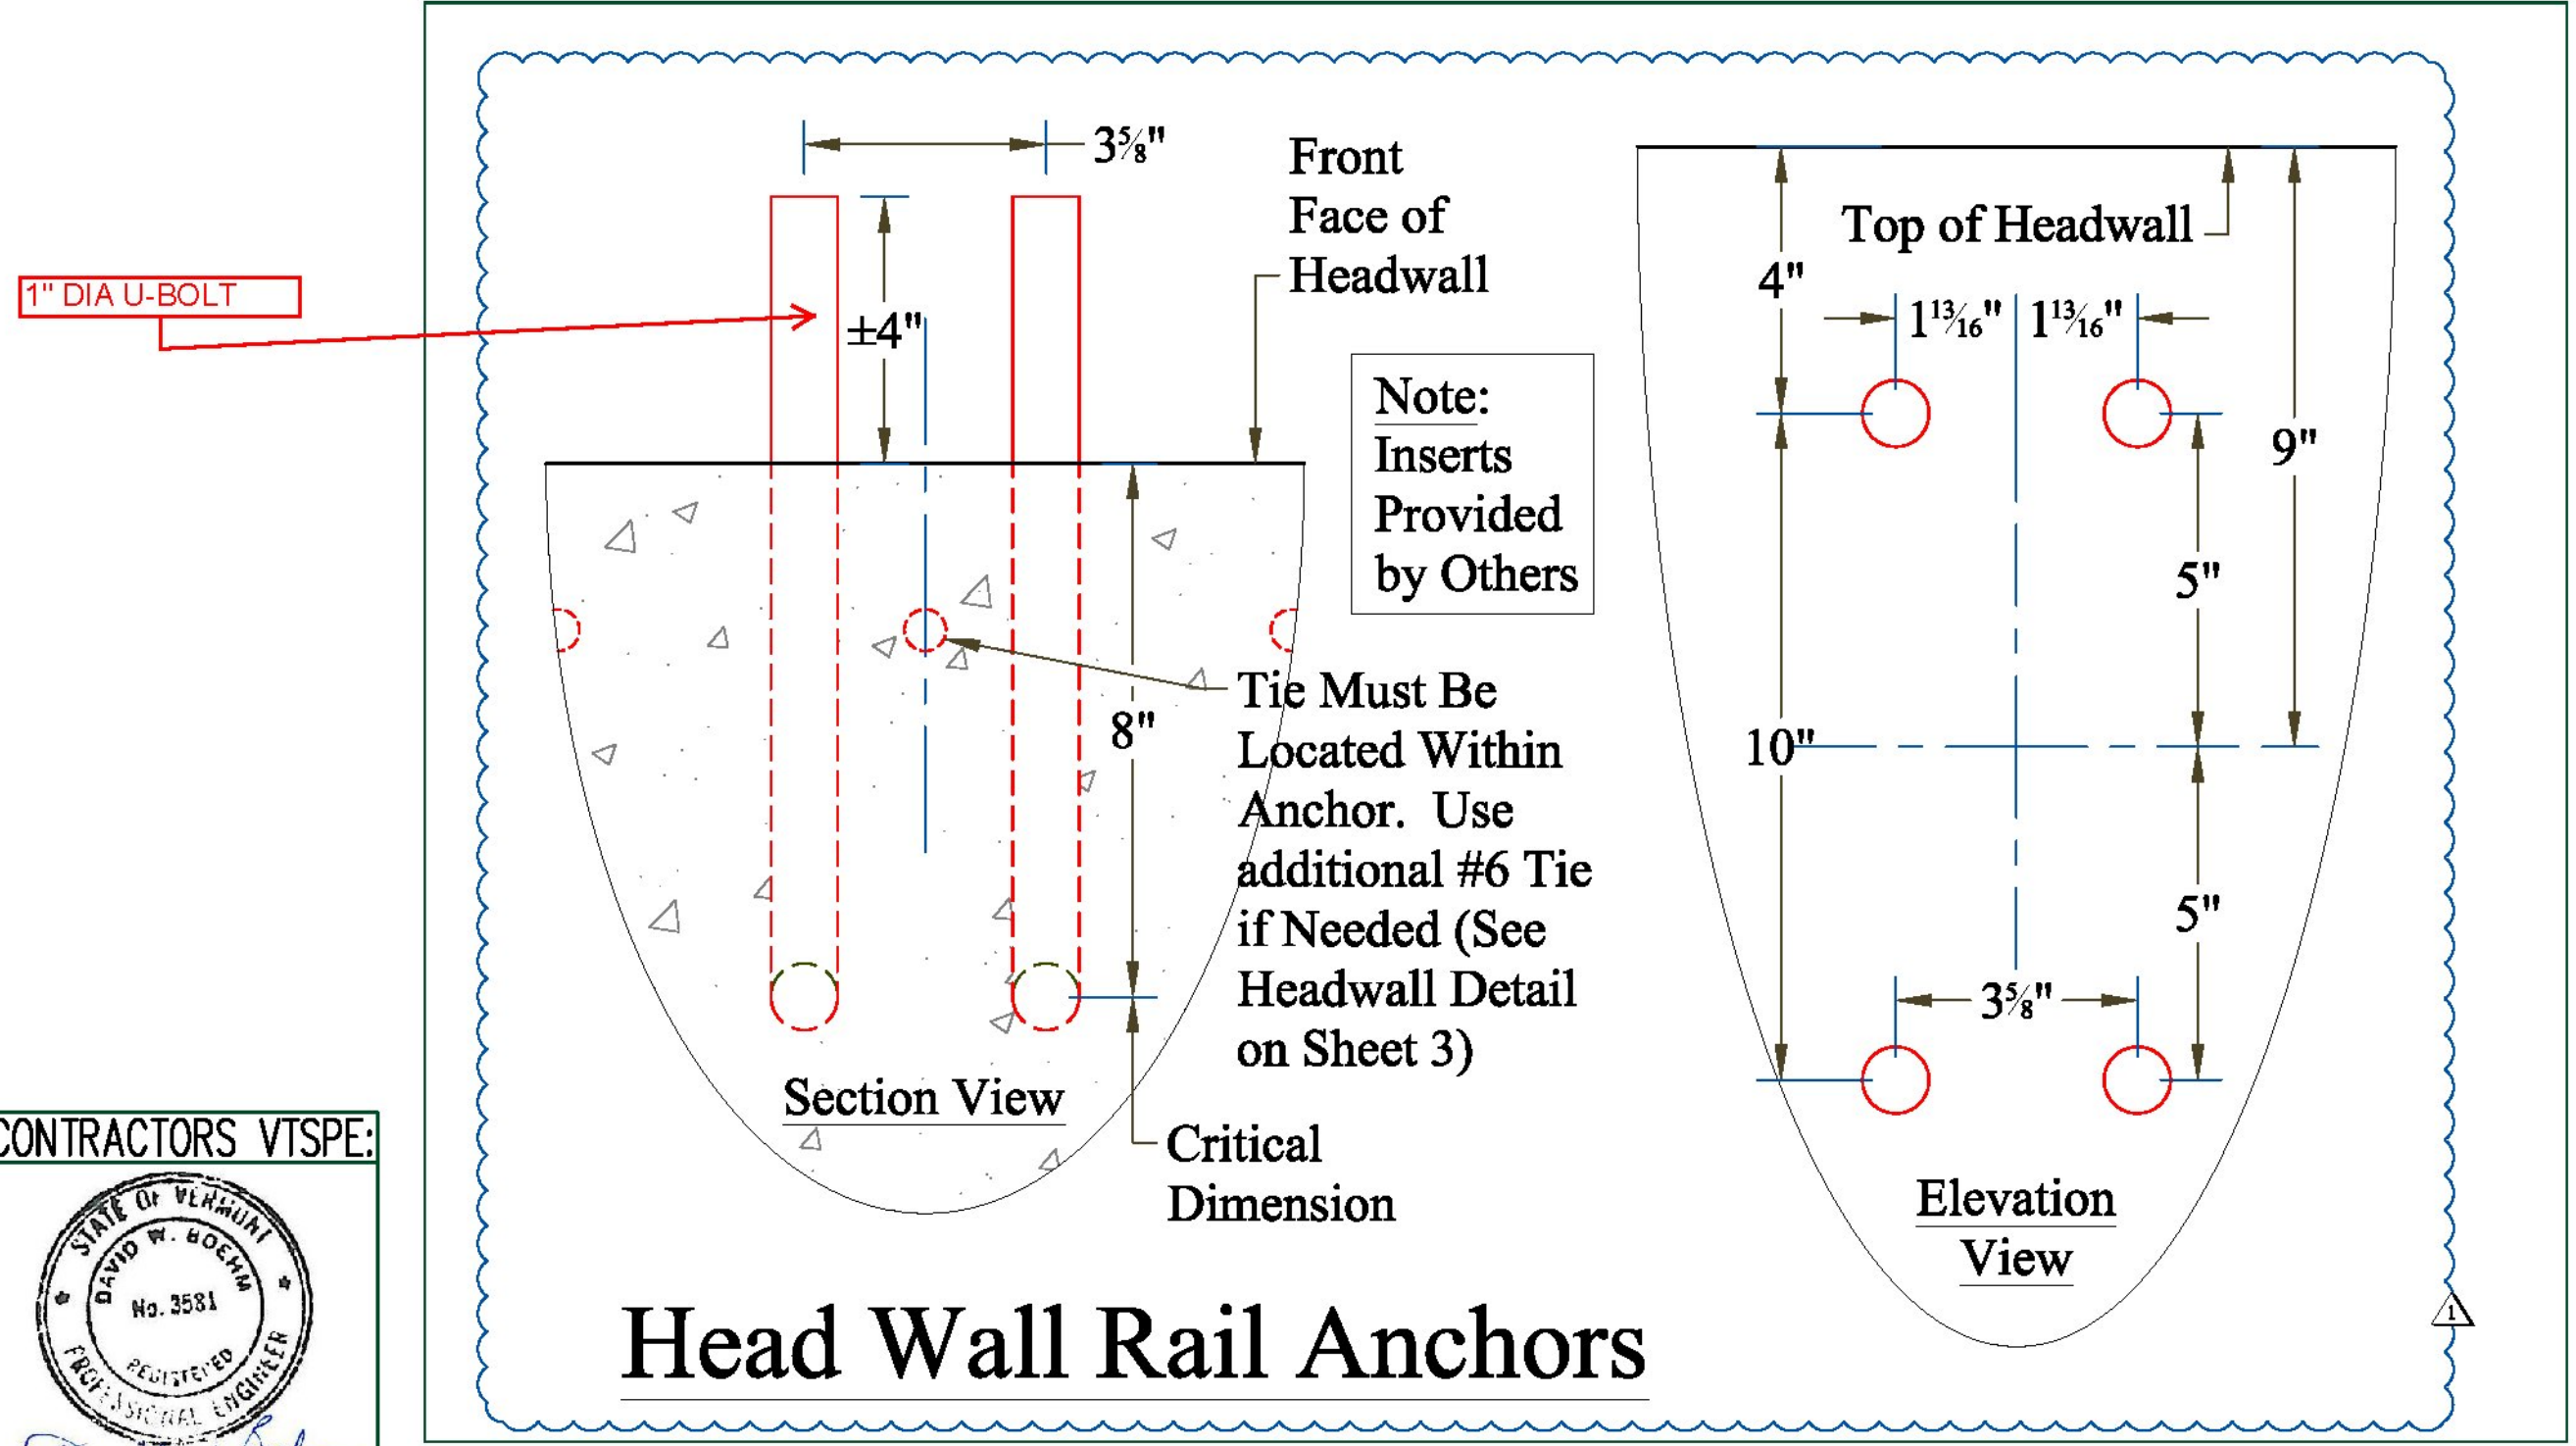 1" DIA U-BOLT
3⅝"
±4"
Front
Face of
Headwall
Note:
Inserts
Provided
by Others
8"
Tie Must Be
Located Within
Anchor. Use
additional #6 Tie
if Needed (See
Headwall Detail
on Sheet 3)
Critical
Dimension
Section View
Top of Headwall
4"
1 13/16" 1 13/16"
9"
5"
10"
5"
3⅝"
Elevation
View
Head Wall Rail Anchors
1
CONTRACTORS VTSPE:
STATE OF VERMONT
DAVID W. BOEHM
No. 3581
REGISTERED
PROFESSIONAL ENGINEER